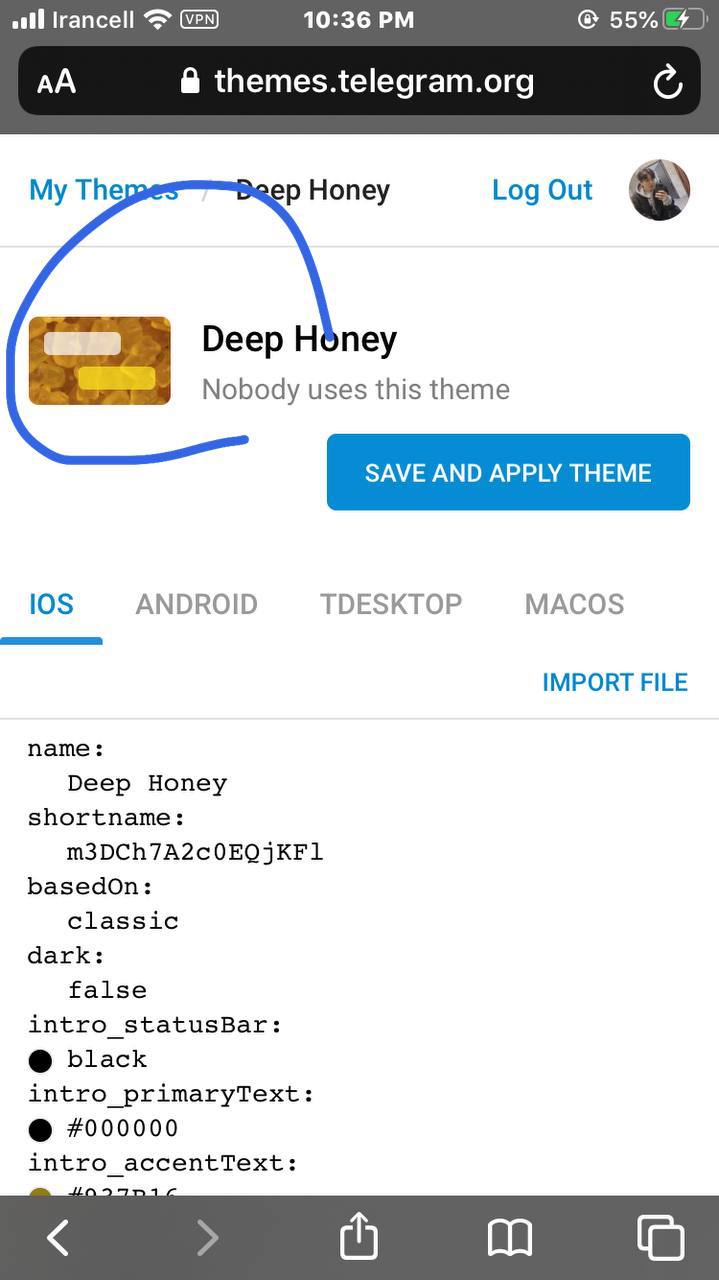 Irancell VPN 10:36 PM 55%
AA themes.telegram.org
My Themes / Deep Honey Log Out
Deep Honey
Nobody uses this theme
SAVE AND APPLY THEME
IOS ANDROID TDESKTOP MACOS
IMPORT FILE
name:
Deep Honey
shortname:
m3DCh7A2c0EQjKFl
basedOn:
classic
dark:
false
intro_statusBar:
black
intro_primaryText:
#000000
intro_accentText: